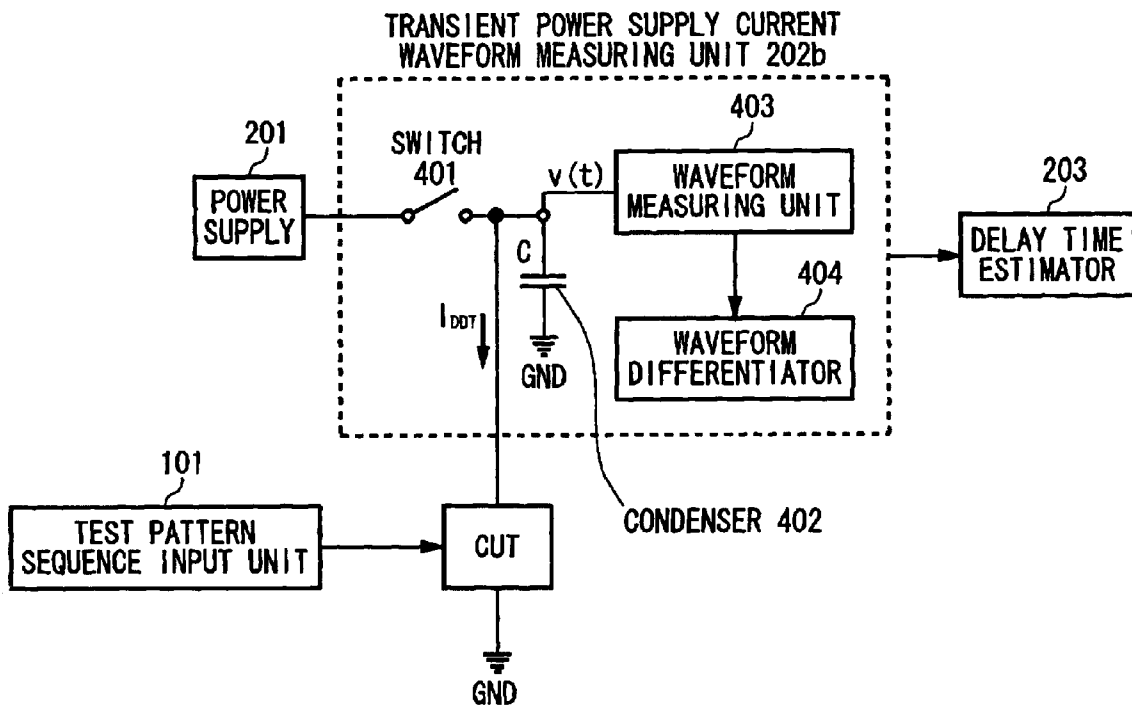 TRANSIENT POWER SUPPLY CURRENT
WAVEFORM MEASURING UNIT 202b
201
POWER
SUPPLY
SWITCH
401
v(t)
403
WAVEFORM
MEASURING UNIT
203
DELAY TIME
ESTIMATOR
C
404
WAVEFORM
DIFFERENTIATOR
IDDT
GND
CONDENSER 402
101
TEST PATTERN
SEQUENCE INPUT UNIT
CUT
GND